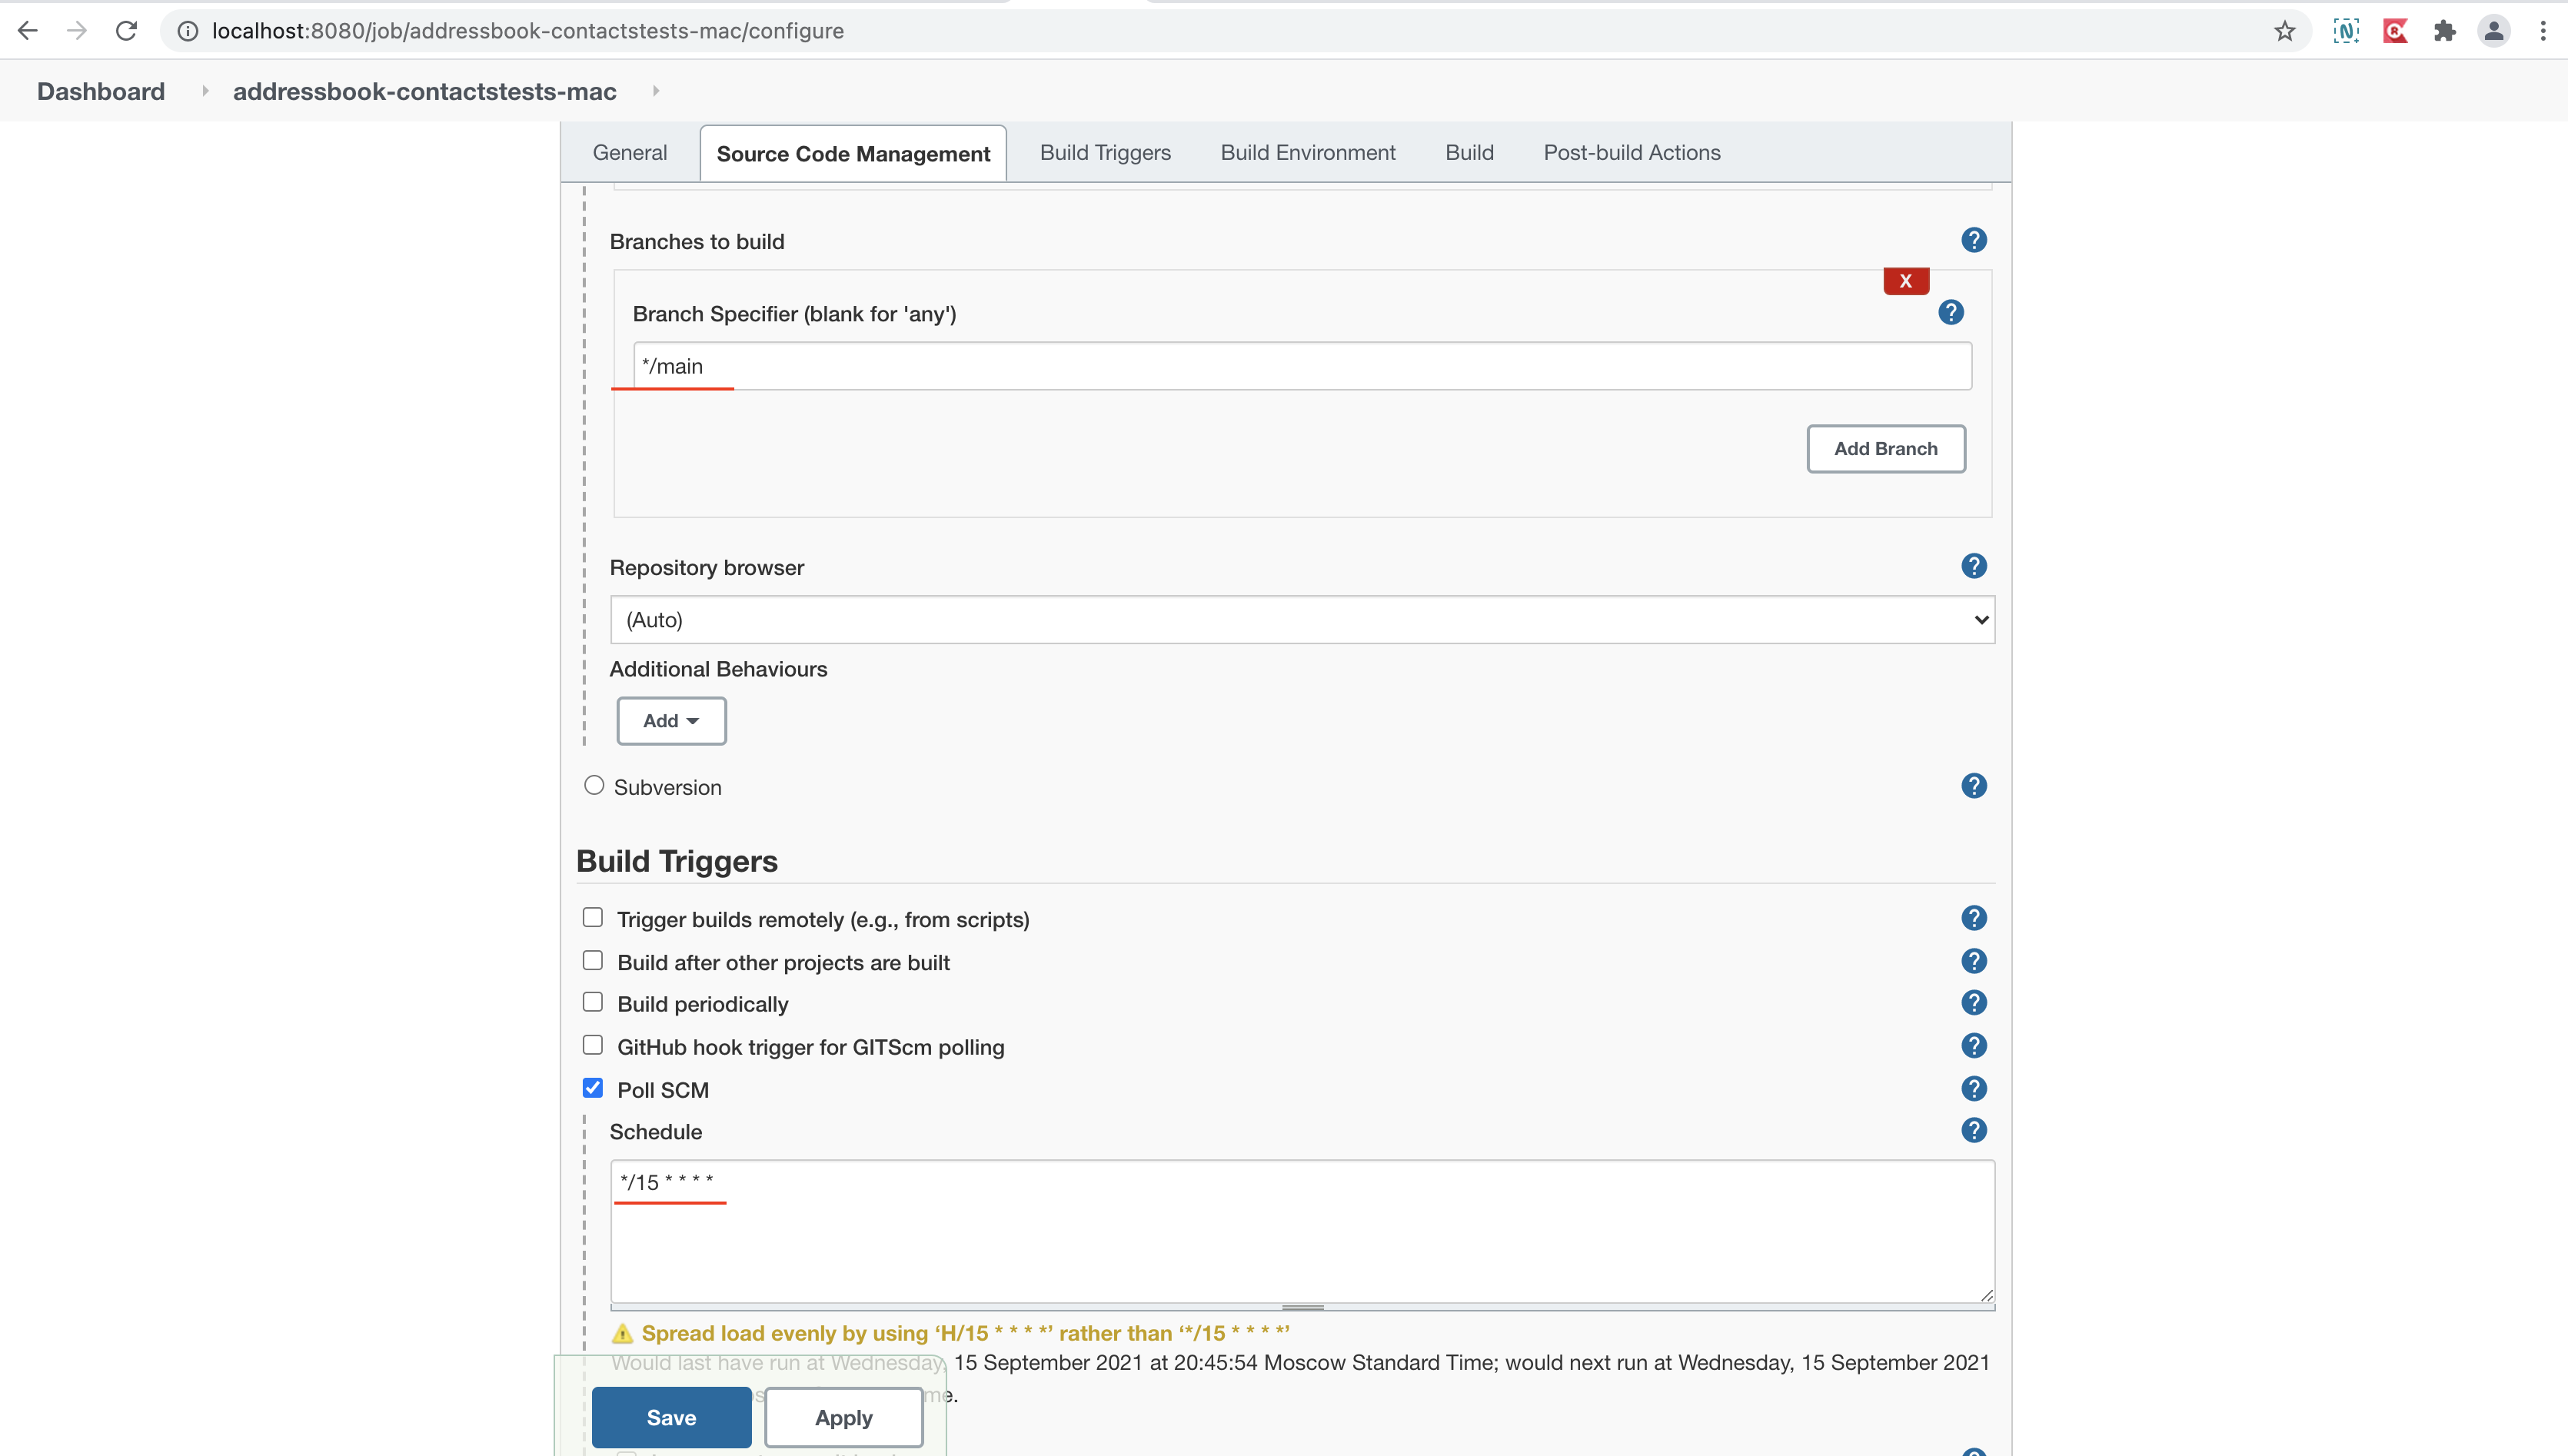 localhost:8080/job/addressbook-contactstests-mac/configure
Dashboard addressbook-contactstests-mac
General Source Code Management Build Triggers Build Environment Build Post-build Actions
Branches to build
X
Branch Specifier (blank for 'any')
*/main
Add Branch
Repository browser
(Auto)
Additional Behaviours
Add
Subversion
Build Triggers
Trigger builds remotely (e.g., from scripts)
Build after other projects are built
Build periodically
GitHub hook trigger for GITScm polling
Poll SCM
Schedule
*/15 * * * *
Spread load evenly by using ‘H/15 * * * *’ rather than ‘*/15 * * * *’
Would last have run at Wednesday, 15 September 2021 at 20:45:54 Moscow Standard Time; would next run at Wednesday, 15 September 2021
Save Apply